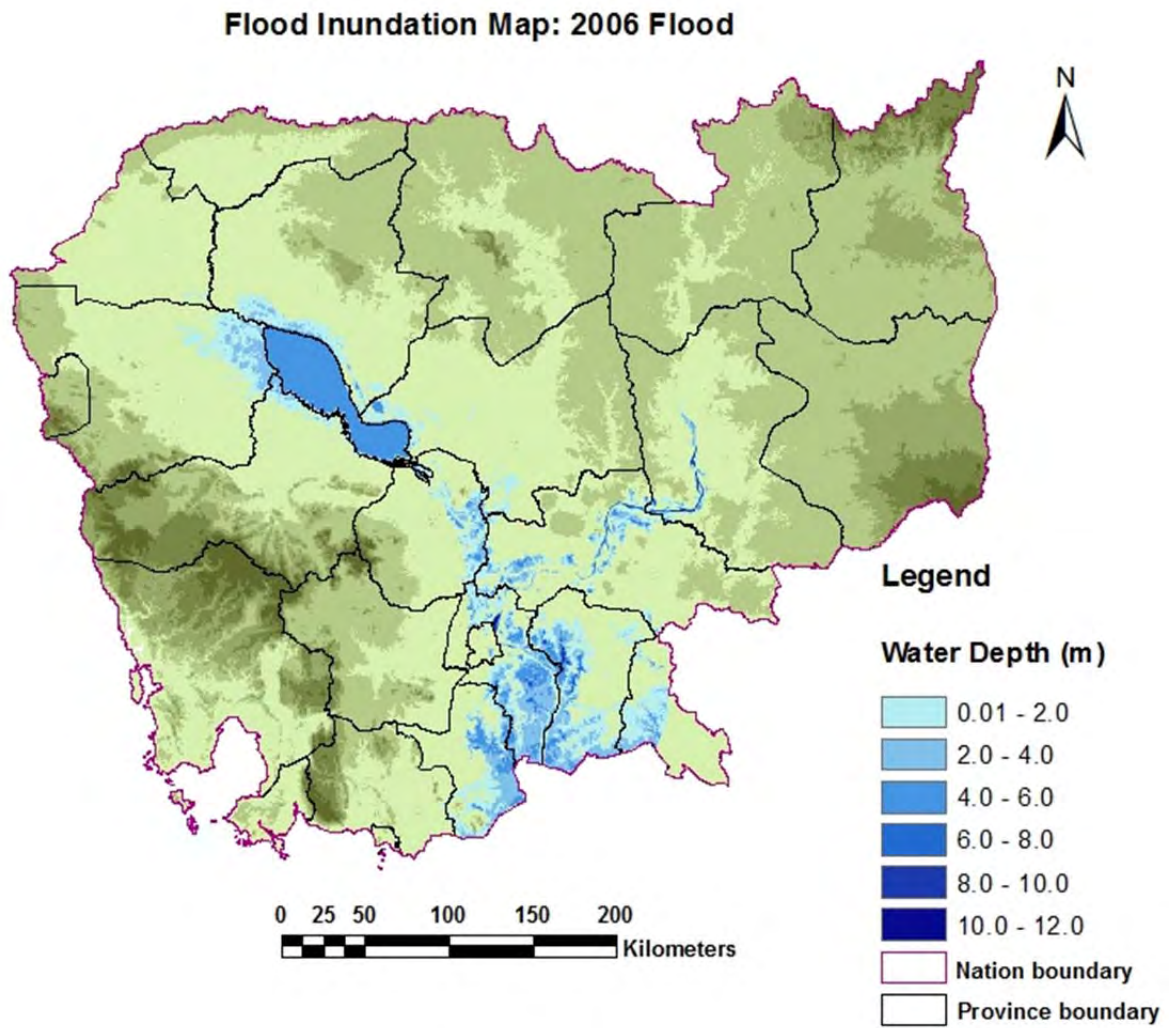 Flood Inundation Map: 2006 Flood
N
Legend
Water Depth (m)
0.01 - 2.0
2.0 - 4.0
4.0 - 6.0
6.0 - 8.0
8.0 - 10.0
10.0 - 12.0
Nation boundary
Province boundary
0 25 50 100 150 200
Kilometers